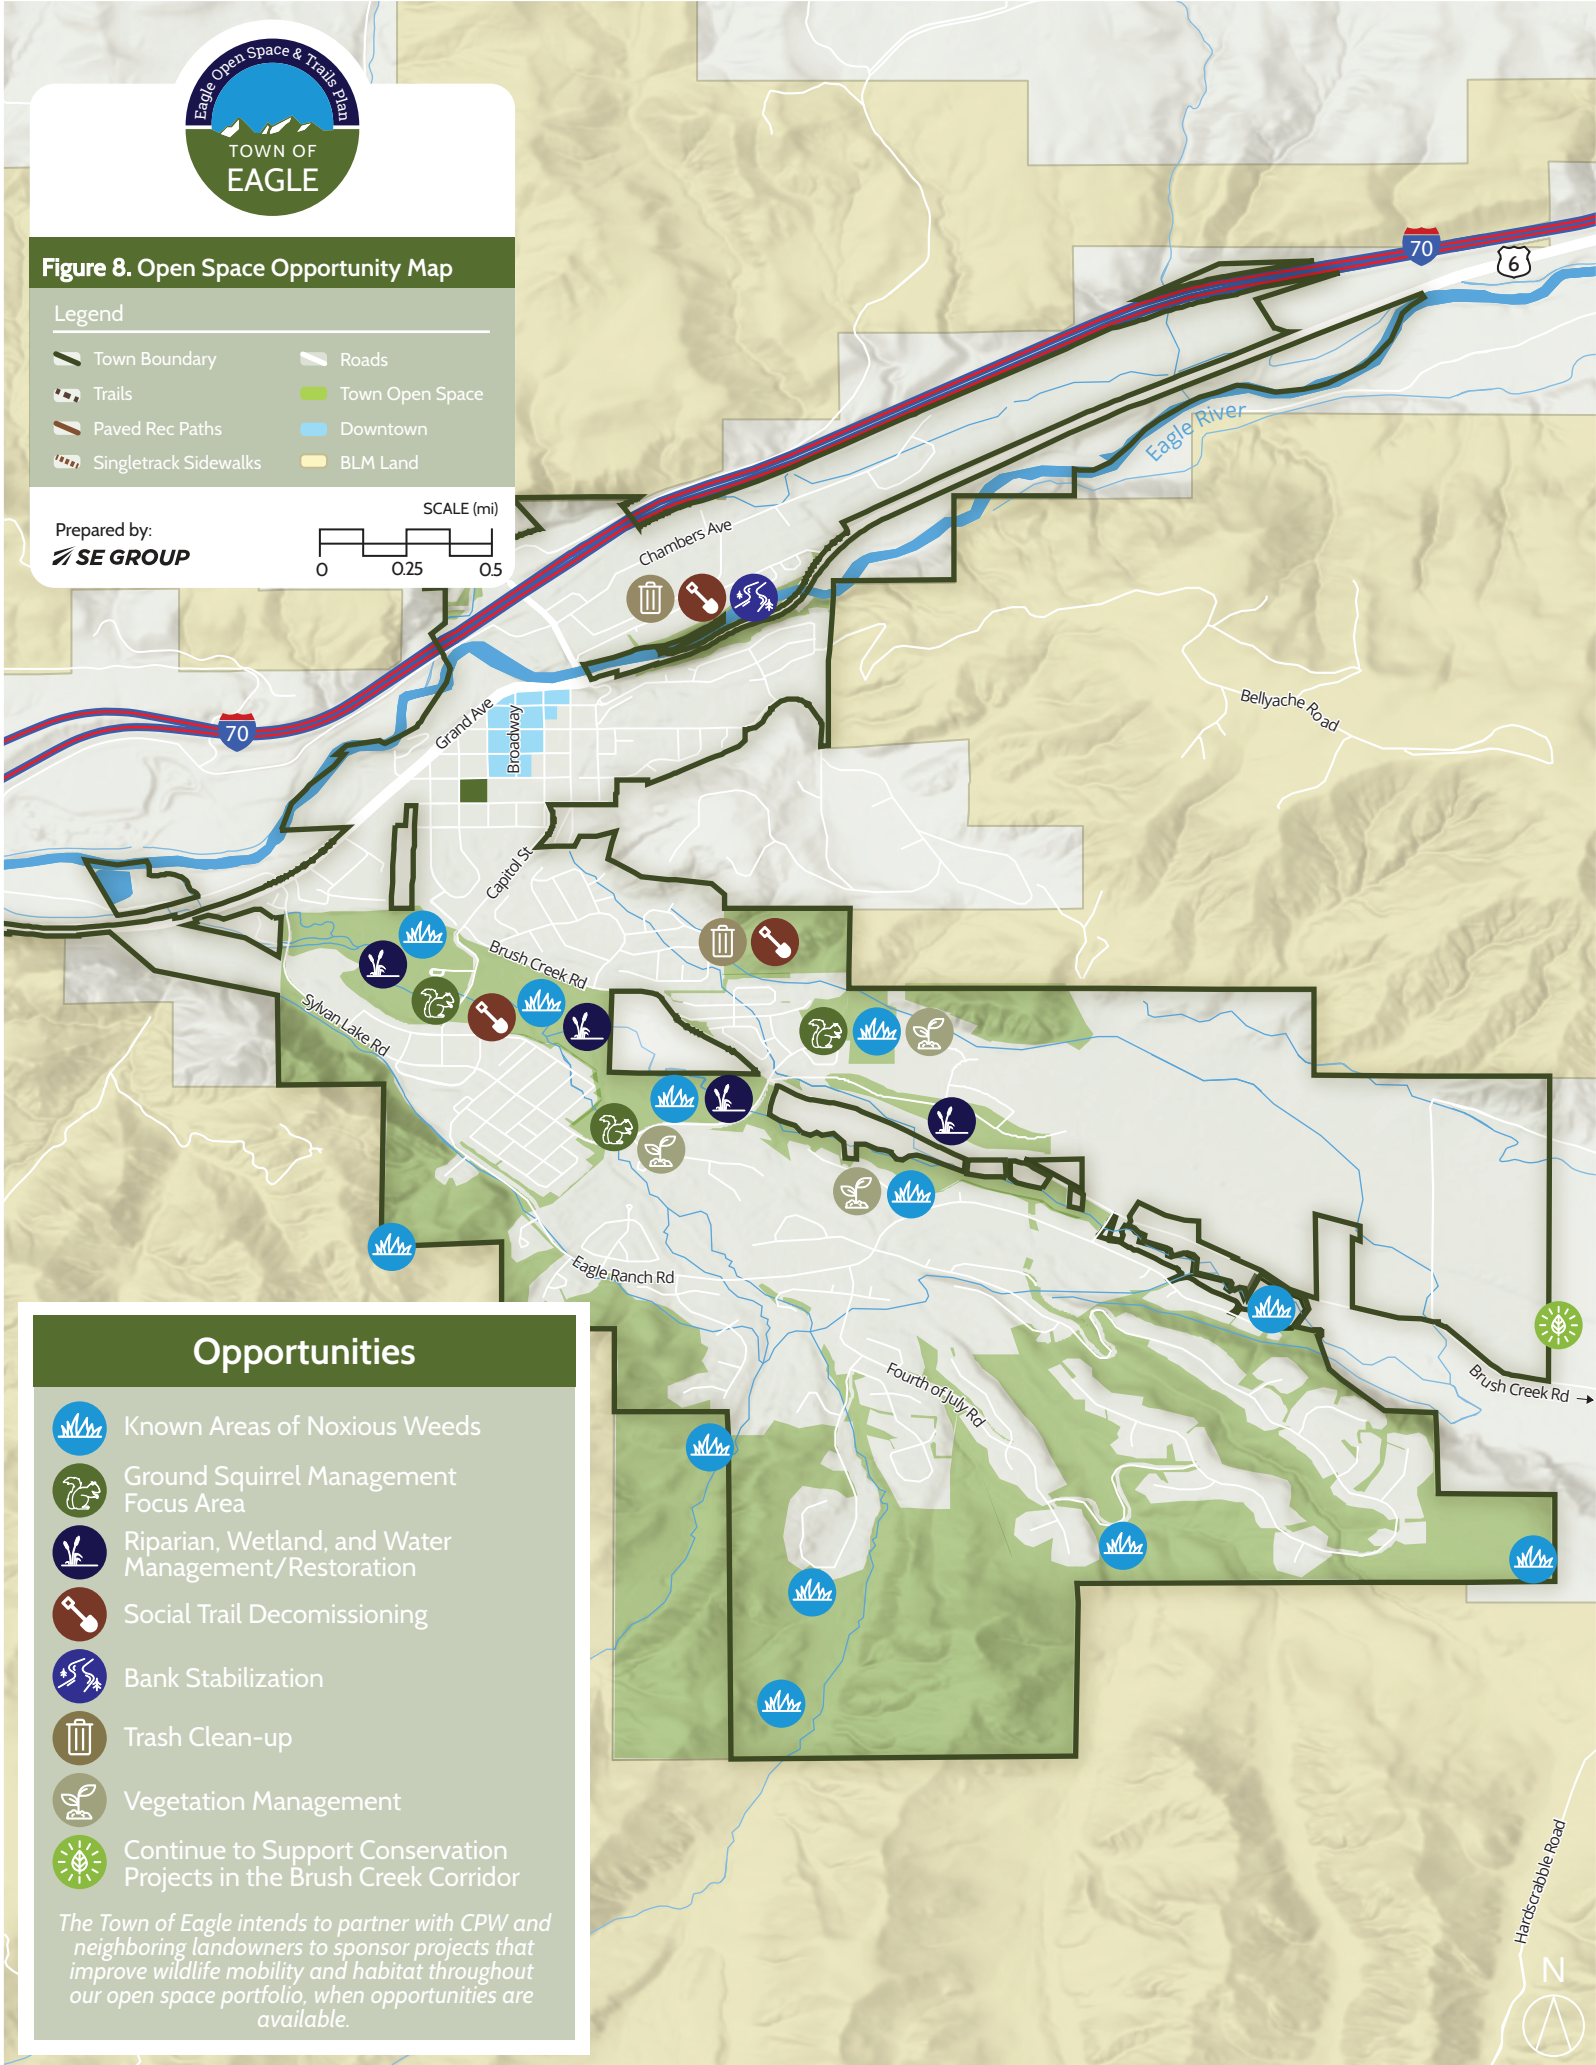 Eagle Open Space & Trails Plan
TOWN OF
EAGLE
Figure 8. Open Space Opportunity Map
Legend
Town Boundary
Trails
Paved Rec Paths
Singletrack Sidewalks
Roads
Town Open Space
Downtown
BLM Land
Prepared by:
SE GROUP
SCALE (mi)
0 0.25 0.5
70
6
Eagle River
Chambers Ave
Bellyache Road
70
Grand Ave
Broadway
Capitol St
Brush Creek Rd
Sylvan Lake Rd
Eagle Ranch Rd
Fourth of July Rd
Brush Creek Rd
Hardscrabble Road
N
Opportunities
Known Areas of Noxious Weeds
Ground Squirrel Management
Focus Area
Riparian, Wetland, and Water
Management/Restoration
Social Trail Decomissioning
Bank Stabilization
Trash Clean-up
Vegetation Management
Continue to Support Conservation
Projects in the Brush Creek Corridor
The Town of Eagle intends to partner with CPW and
neighboring landowners to sponsor projects that
improve wildlife mobility and habitat throughout
our open space portfolio, when opportunities are
available.